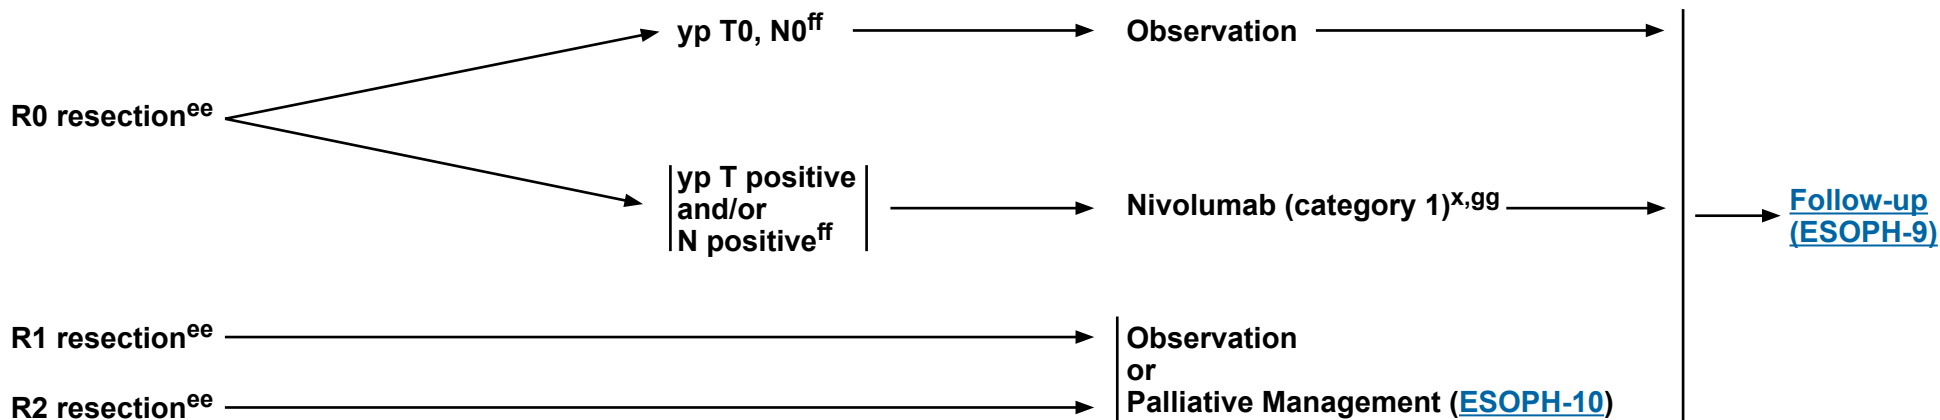 yp T0, N0ff
Observation
R0 resectionee
yp T positive
and/or
N positiveff
Nivolumab (category 1)x,gg
Follow-up
(ESOPH-9)
R1 resectionee
Observation
or
R2 resectionee
Palliative Management (ESOPH-10)